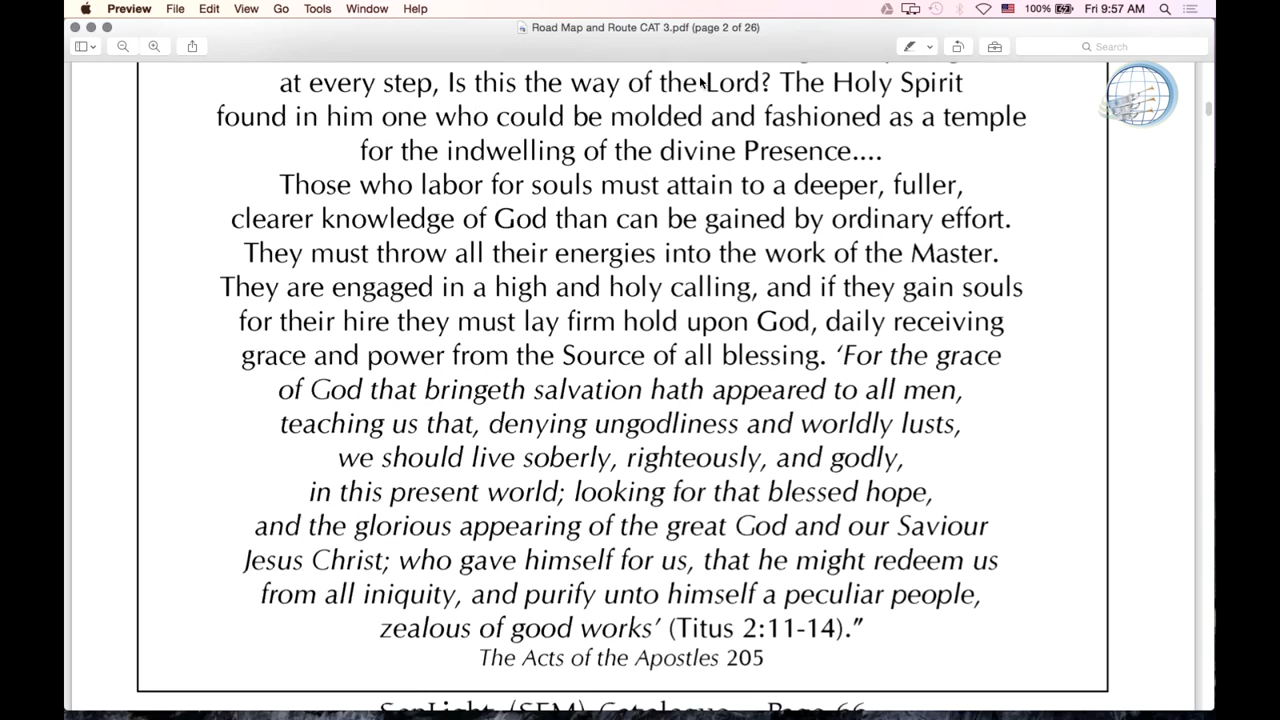 Preview File Edit View Go Tools Window Help 100% Fri 9:57 AM
Road Map and Route CAT 3.pdf (page 2 of 26)
Search
at every step, Is this the way of the Lord? The Holy Spirit
found in him one who could be molded and fashioned as a temple
for the indwelling of the divine Presence....
Those who labor for souls must attain to a deeper, fuller,
clearer knowledge of God than can be gained by ordinary effort.
They must throw all their energies into the work of the Master.
They are engaged in a high and holy calling, and if they gain souls
for their hire they must lay firm hold upon God, daily receiving
grace and power from the Source of all blessing. ‘For the grace
of God that bringeth salvation hath appeared to all men,
teaching us that, denying ungodliness and worldly lusts,
we should live soberly, righteously, and godly,
in this present world; looking for that blessed hope,
and the glorious appearing of the great God and our Saviour
Jesus Christ; who gave himself for us, that he might redeem us
from all iniquity, and purify unto himself a peculiar people,
zealous of good works’ (Titus 2:11-14).”
The Acts of the Apostles 205
SonLight (SEM) Catalogue Page 66